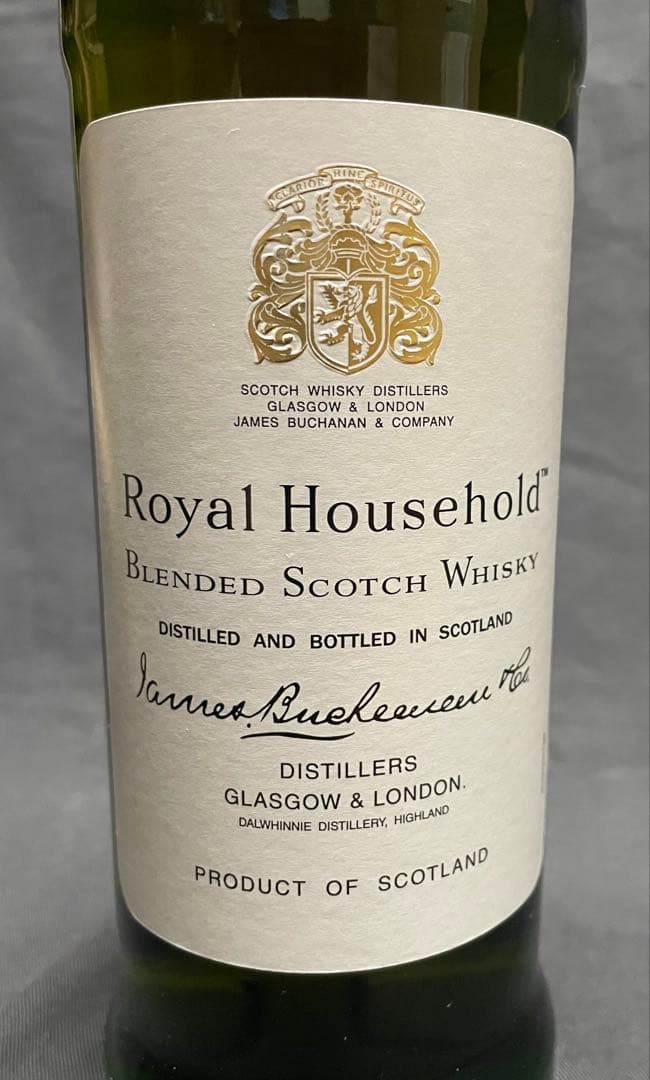 CLARIOR HINC SPIRITUS
SCOTCH WHISKY DISTILLERS
GLASGOW & LONDON
JAMES BUCHANAN & COMPANY
Royal Household™
BLENDED SCOTCH WHISKY
DISTILLED AND BOTTLED IN SCOTLAND
James Buchanan & Co.
DISTILLERS
GLASGOW & LONDON.
DALWHINNIE DISTILLERY, HIGHLAND
PRODUCT OF SCOTLAND